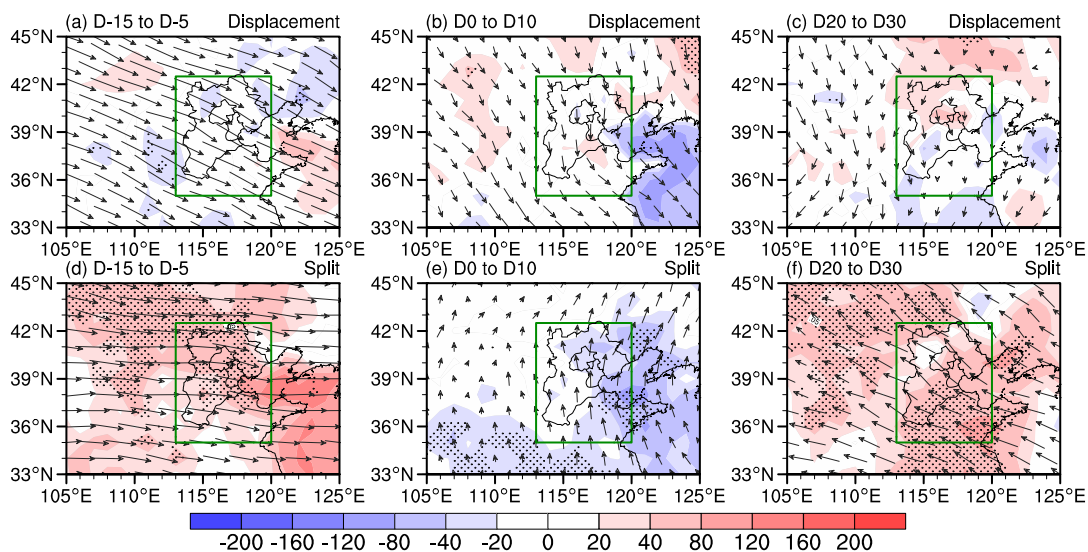 (a) D-15 to D-5 Displacement
(b) D0 to D10 Displacement
(c) D20 to D30 Displacement
45°N 45°N 45°N
42°N 42°N 42°N
39°N 39°N 39°N
36°N 36°N 36°N
33°N 33°N 33°N
105°E 110°E 115°E 120°E 125°E 105°E 110°E 115°E 120°E 125°E 105°E 110°E 115°E 120°E 125°E
(d) D-15 to D-5 Split
(e) D0 to D10 Split
(f) D20 to D30 Split
45°N 45°N 45°N
42°N 42°N 42°N
39°N 39°N 39°N
36°N 36°N 36°N
33°N 33°N 33°N
105°E 110°E 115°E 120°E 125°E 105°E 110°E 115°E 120°E 125°E 105°E 110°E 115°E 120°E 125°E
-200 -160 -120 -80 -40 -20 0 20 40 80 120 160 200